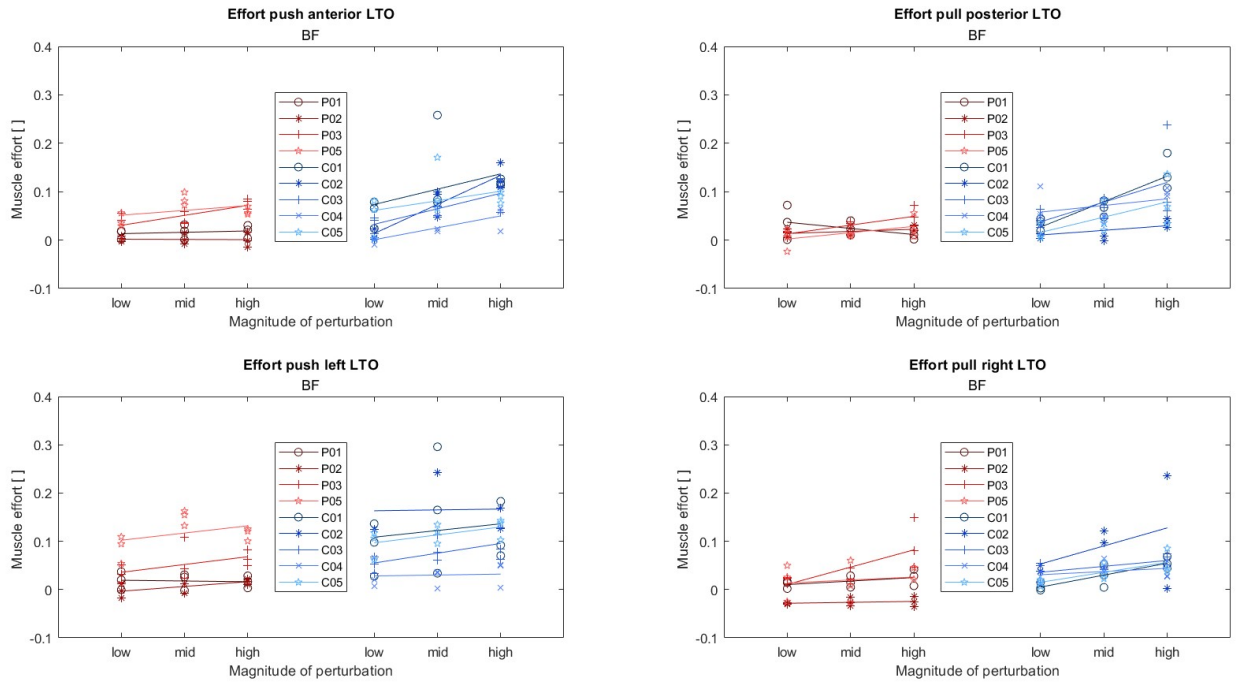 Effort push anterior LTO
BF
0.4
0.3
0.2
0.1
0
-0.1
Muscle effort [ ]
P01
P02
P03
P05
C01
C02
C03
C04
C05
low mid high low mid high
Magnitude of perturbation
Effort pull posterior LTO
BF
0.4
0.3
0.2
0.1
0
-0.1
Muscle effort [ ]
P01
P02
P03
P05
C01
C02
C03
C04
C05
low mid high low mid high
Magnitude of perturbation
Effort push left LTO
BF
0.4
0.3
0.2
0.1
0
-0.1
Muscle effort [ ]
P01
P02
P03
P05
C01
C02
C03
C04
C05
low mid high low mid high
Magnitude of perturbation
Effort pull right LTO
BF
0.4
0.3
0.2
0.1
0
-0.1
Muscle effort [ ]
P01
P02
P03
P05
C01
C02
C03
C04
C05
low mid high low mid high
Magnitude of perturbation